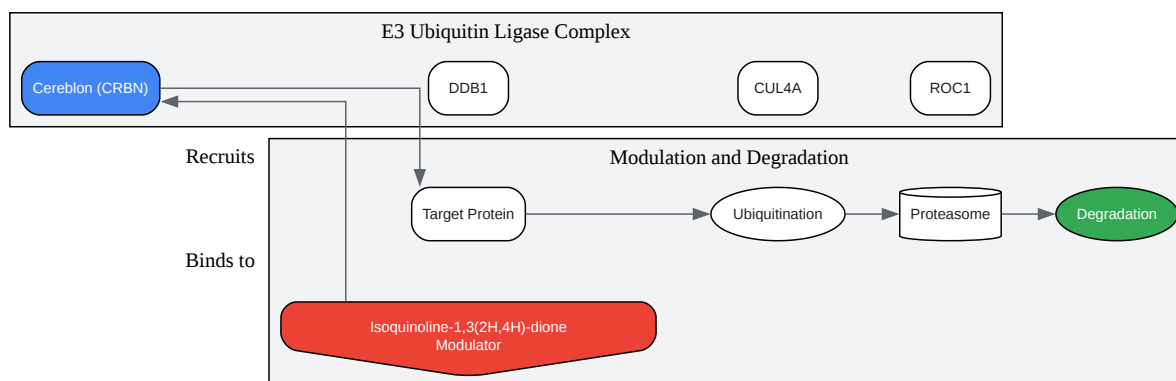 E3 Ubiquitin Ligase Complex
Cereblon (CRBN)
DDB1
CUL4A
ROC1
Recruits
Modulation and Degradation
Target Protein
Ubiquitination
Proteasome
Degradation
Binds to
Isoquinoline-1,3(2H,4H)-dione
Modulator